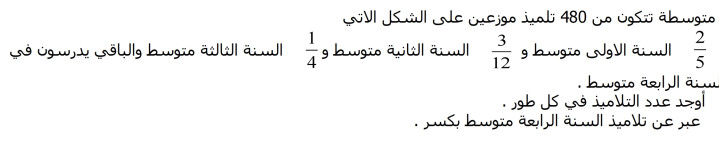 متوسطة تتكون من 480 تلميذ موزعين على الشكل الاتي
2/5 السنة الاولى متوسط و 3/12 السنة الثانية متوسط و 1/4 السنة الثالثة متوسط والباقي يدرسون في
لسنة الرابعة متوسط .
أوجد عدد التلاميذ في كل طور .
عبر عن تلاميذ السنة الرابعة متوسط بكسر .